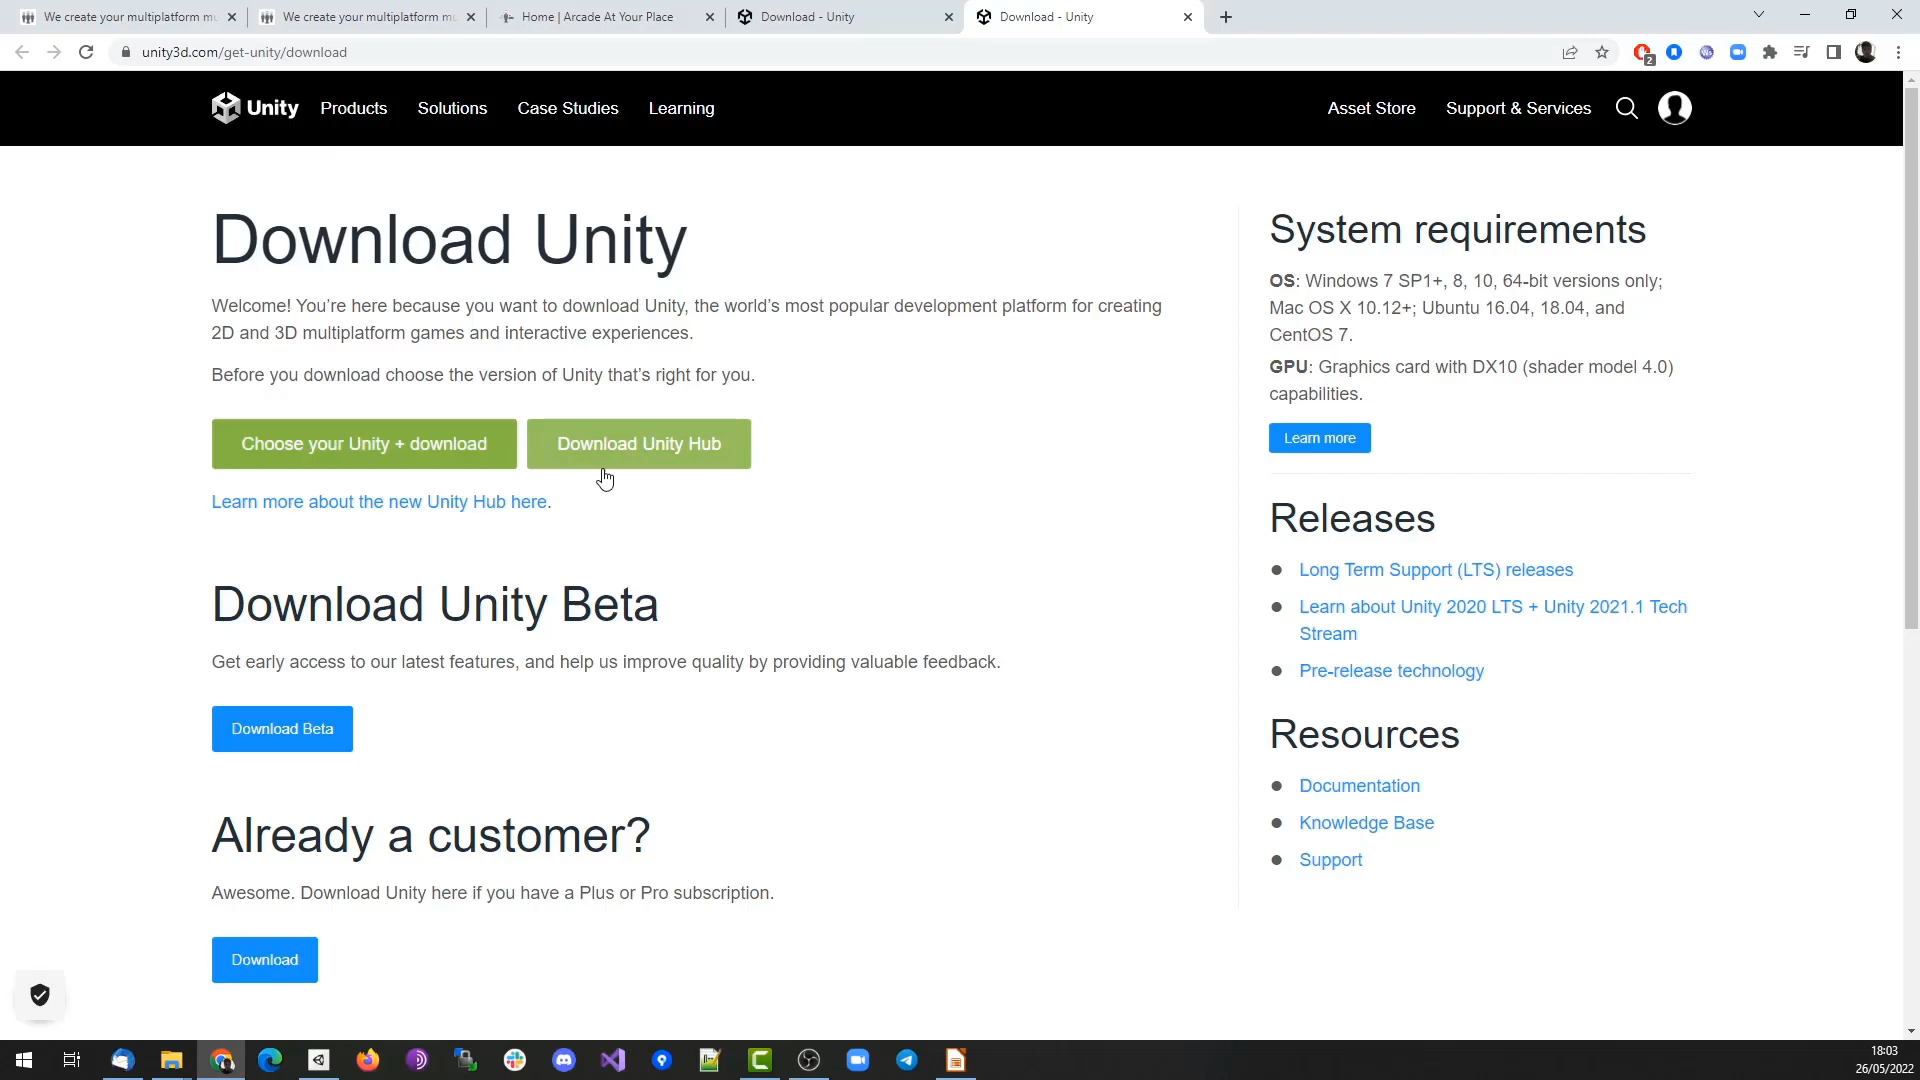 We create your multiplatform mu
We create your multiplatform mu
Home | Arcade At Your Place
Download - Unity
Download - Unity
unity3d.com/get-unity/download
2
Unity
Products
Solutions
Case Studies
Learning
Asset Store
Support & Services
Download Unity
Welcome! You're here because you want to download Unity, the world's most popular development platform for creating
2D and 3D multiplatform games and interactive experiences.
Before you download choose the version of Unity that's right for you.
Choose your Unity + download
Download Unity Hub
Learn more about the new Unity Hub here.
Download Unity Beta
Get early access to our latest features, and help us improve quality by providing valuable feedback.
Download Beta
Already a customer?
Awesome. Download Unity here if you have a Plus or Pro subscription.
Download
System requirements
OS: Windows 7 SP1+, 8, 10, 64-bit versions only;
Mac OS X 10.12+; Ubuntu 16.04, 18.04, and
CentOS 7.
GPU: Graphics card with DX10 (shader model 4.0)
capabilities.
Learn more
Releases
Long Term Support (LTS) releases
Learn about Unity 2020 LTS + Unity 2021.1 Tech
Stream
Pre-release technology
Resources
Documentation
Knowledge Base
Support
18:03
26/05/2022